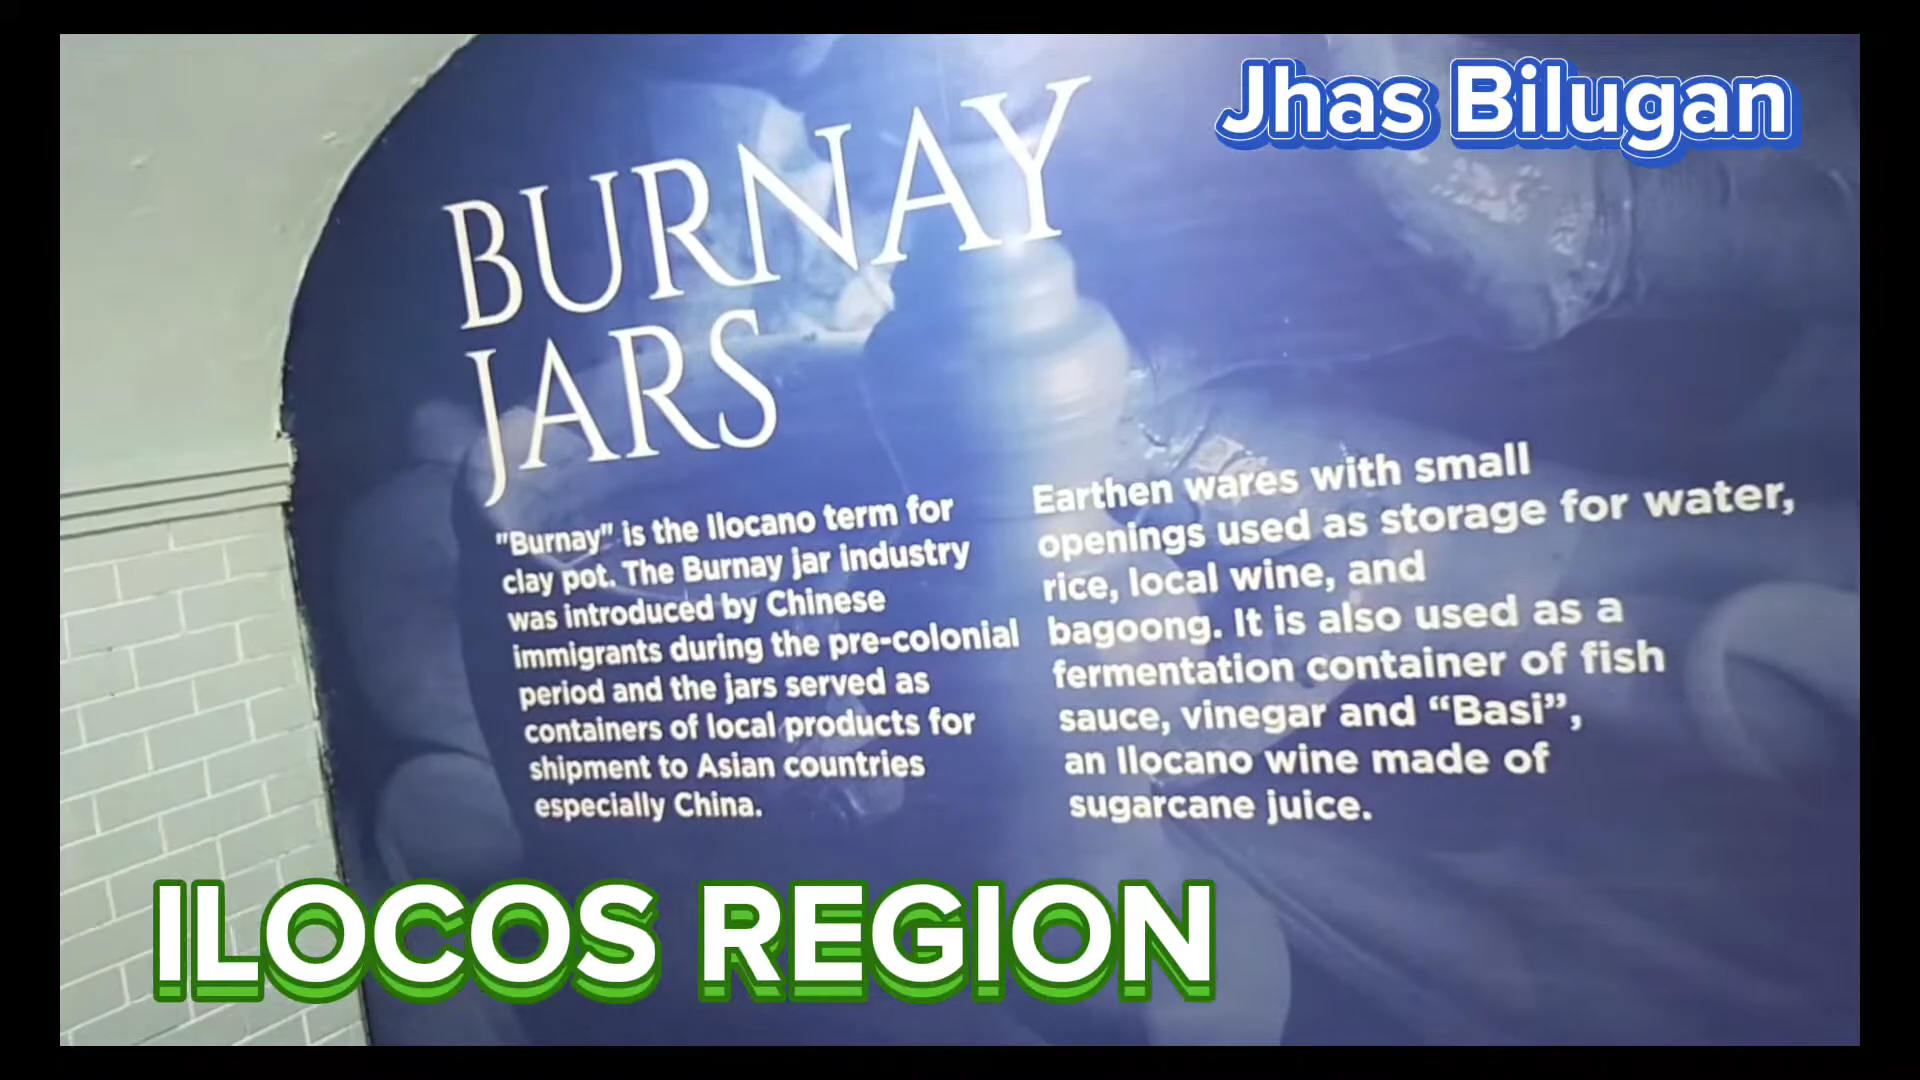 Jhas Bilugan
BURNAY
JARS
"Burnay" is the Ilocano term for
clay pot. The Burnay jar industry
was introduced by Chinese
immigrants during the pre-colonial
period and the jars served as
containers of local products for
shipment to Asian countries
especially China.
Earthen wares with small
openings used as storage for water,
rice, local wine, and
bagoong. It is also used as a
fermentation container of fish
sauce, vinegar and “Basi”,
an Ilocano wine made of
sugarcane juice.
ILOCOS REGION